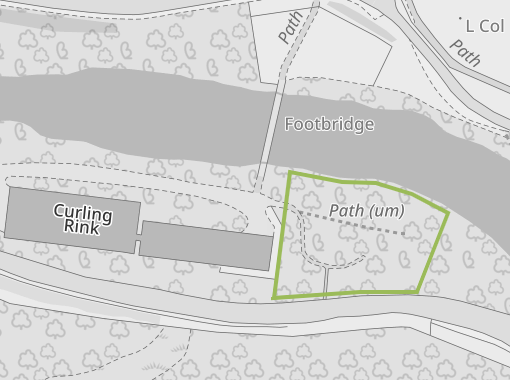 Path
L Col
Path
Footbridge
Path (um)
Curling
Rink